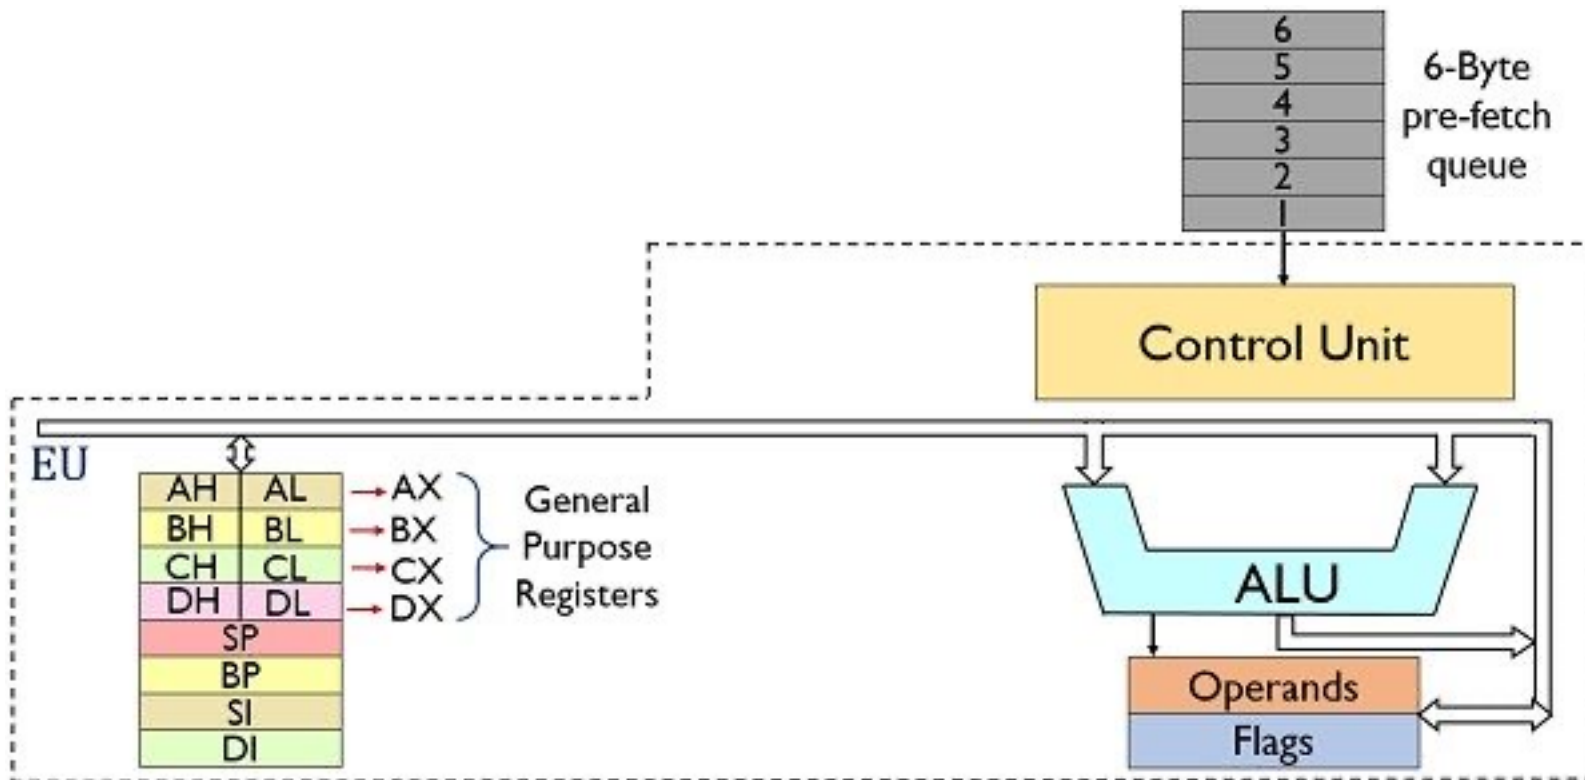 6
5
4
3
2
1
6-Byte
pre-fetch
queue
Control Unit
EU
AH AL AX
BH BL BX
CH CL CX
DH DL DX
SP
BP
SI
DI
General
Purpose
Registers
ALU
Operands
Flags